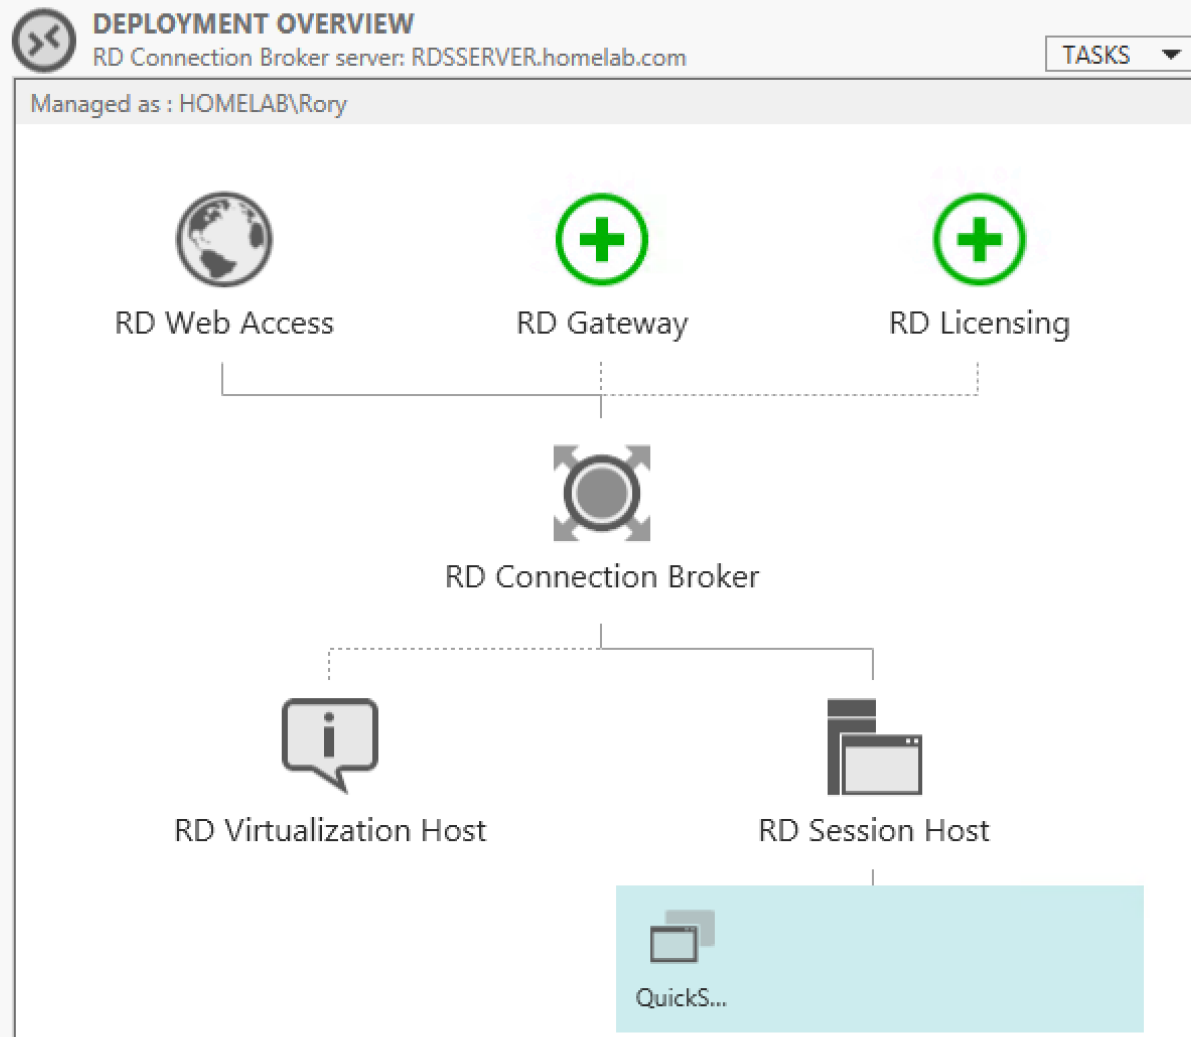 DEPLOYMENT OVERVIEW
RD Connection Broker server: RDSSERVER.homelab.com
TASKS
Managed as : HOMELAB\Rory
RD Web Access
RD Gateway
RD Licensing
RD Connection Broker
RD Virtualization Host
RD Session Host
QuickS...